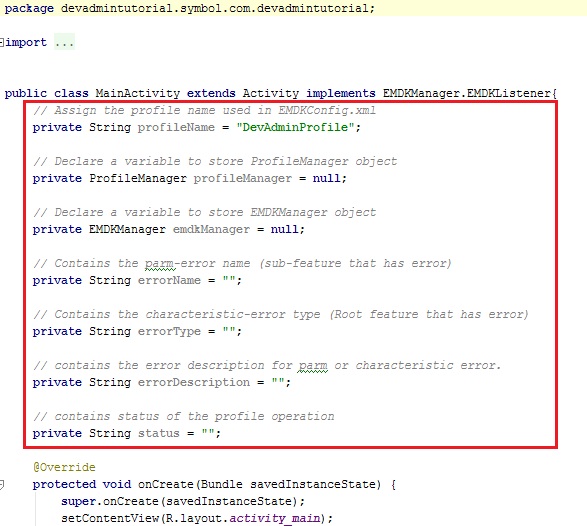 package devadmintutorial.symbol.com.devadmintutorial;
import ...
public class MainActivity extends Activity implements EMDKManager.EMDKListener{
// Assign the profile name used in EMDKConfig.xml
private String profileName = "DevAdminProfile";
// Declare a variable to store ProfileManager object
private ProfileManager profileManager = null;
// Declare a variable to store EMDKManager object
private EMDKManager emdkManager = null;
// Contains the parm-error name (sub-feature that has error)
private String errorName = "";
// Contains the characteristic-error type (Root feature that has error)
private String errorType = "";
// contains the error description for parm or characteristic error.
private String errorDescription = "";
// contains status of the profile operation
private String status = "";
@Override
protected void onCreate(Bundle savedInstanceState) {
super.onCreate(savedInstanceState);
setContentView(R.layout.activity_main);